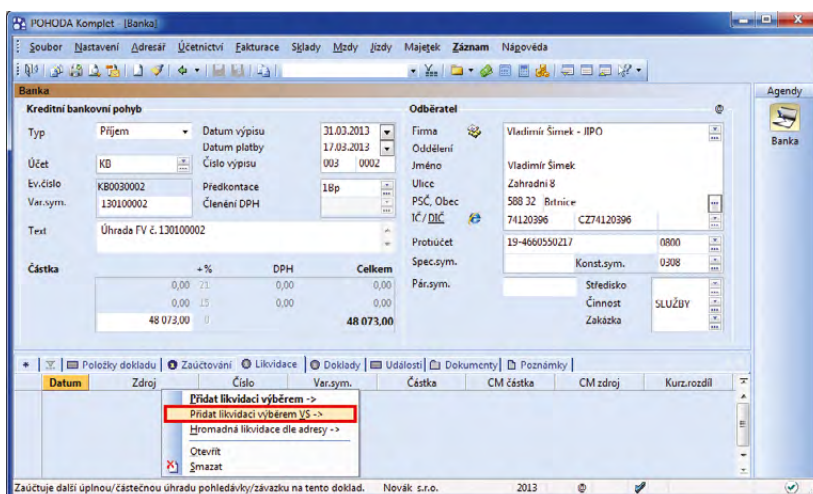 POHODA Komplet - [Banka]
Soubor Nastavení Adresář Účetnictví Fakturace Sklady Mzdy Jízdy Majetek Záznam Nápověda
Banka
Agendy
Kreditní bankovní pohyb
Odběratel
Typ Příjem Datum výpisu 31.03.2013 Firma Vladimír Šimek - JIPO
Banka
Datum platby 17.03.2013 Oddělení
Účet KB Číslo výpisu 003 0002 Jméno Vladimír Šimek
Ev.číslo KB0030002 Předkontace 1Bp Ulice Zahradní 8
Var.sym. 130100002 Členění DPH PSČ, Obec 588 32 Brtnice
IČ/DIČ 74120396 CZ74120396
Text Úhrada FV č. 130100002
Protiúčet 19-4660550217 0800
Spec.sym. Konst.sym. 0308
Částka +% DPH Celkem Pár.sym. Středisko
0,00 21 0,00 0,00 Činnost SLUŽBY
0,00 15 0,00 0,00 Zakázka
48 073,00 0 48 073,00
Položky dokladu Zaúčtování Likvidace Doklady Události Dokumenty Poznámky
Datum Zdroj Číslo Var.sym. Částka CM částka CM zdroj Kurz.rozdíl
Přidat likvidaci výběrem ->
Přidat likvidaci výběrem VS ->
Hromadná likvidace dle adresy ->
Otevřít
Smazat
Zaúčtuje další úplnou/částečnou úhradu pohledávky/závazku na tento doklad. Novák s.r.o. 2013 @